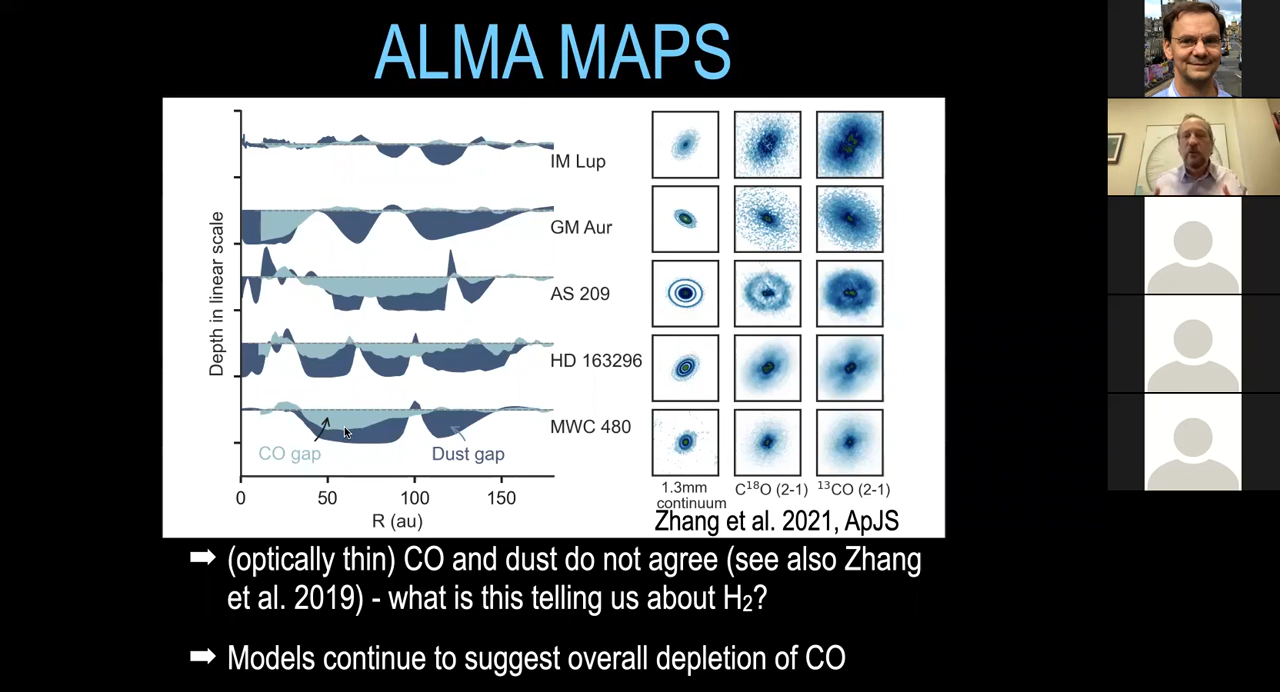 ALMA MAPS
Depth in linear scale
IM Lup
GM Aur
AS 209
HD 163296
MWC 480
CO gap
Dust gap
0 50 100 150
R (au)
1.3mm continuum
C¹⁸O (2-1)
¹³CO (2-1)
Zhang et al. 2021, ApJS
➡ (optically thin) CO and dust do not agree (see also Zhang
et al. 2019) - what is this telling us about H₂?
➡ Models continue to suggest overall depletion of CO